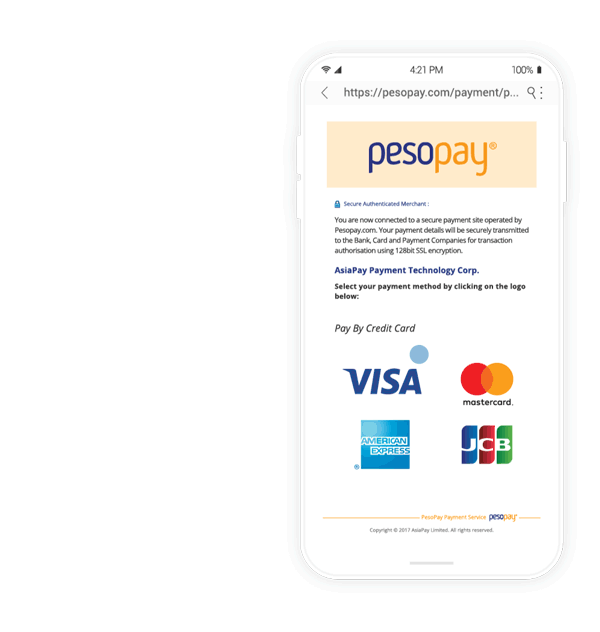 4:21 PM 100%
https://pesopay.com/payment/p...
pesopay®
Secure Authenticated Merchant :
You are now connected to a secure payment site operated by
Pesopay.com. Your payment details will be securely transmitted
to the Bank, Card and Payment Companies for transaction
authorisation using 128bit SSL encryption.
AsiaPay Payment Technology Corp.
Select your payment method by clicking on the logo
below:
Pay By Credit Card
VISA
mastercard.
AMERICAN
EXPRESS
®
JCB
PesoPay Payment Service pesopay
Copyright © 2017 AsiaPay Limited. All rights reserved.